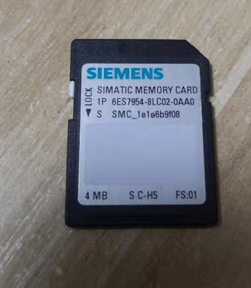 SIEMENS
LOCK
SIMATIC MEMORY CARD
1P 6ES7954-8LC02-0AA0
S SMC_1e1e6b9f08
4 MB S C-H5 FS:01